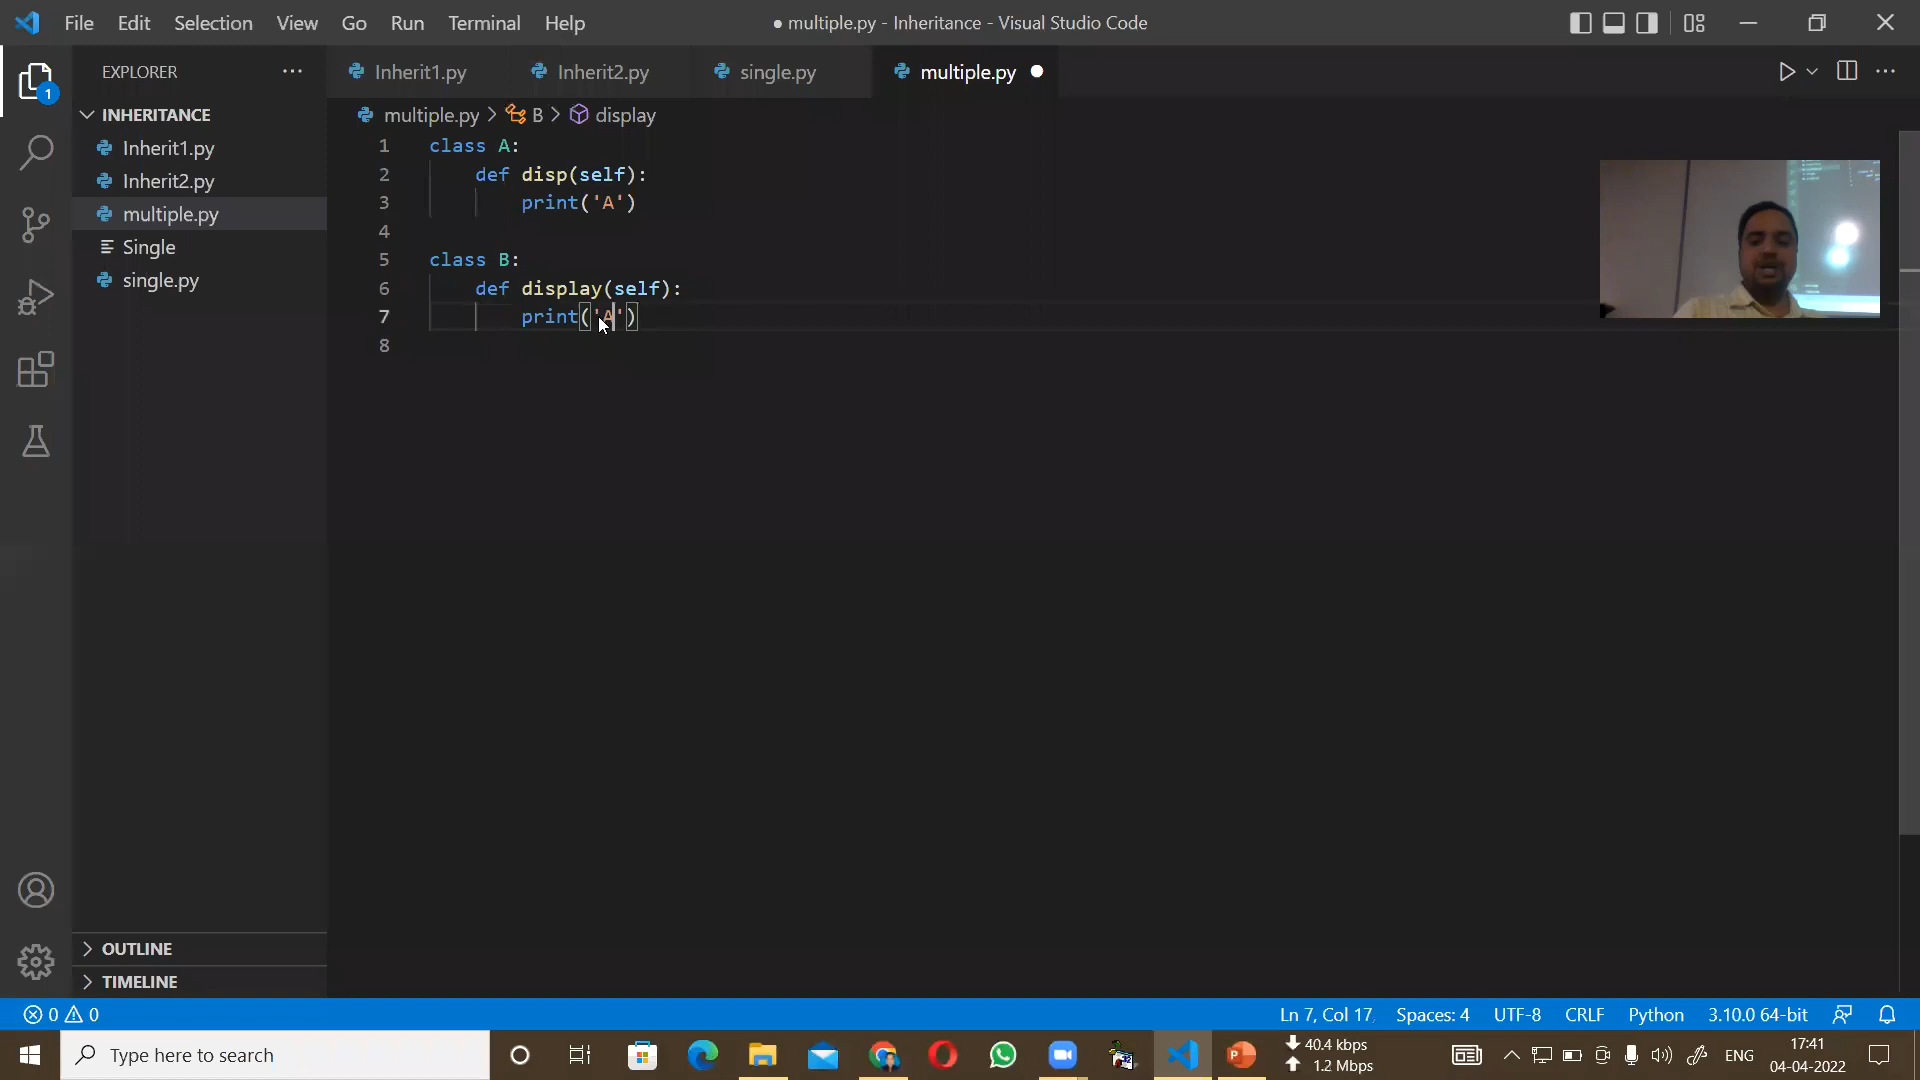 File Edit Selection View Go Run Terminal Help
● multiple.py - Inheritance - Visual Studio Code
EXPLORER
Inherit1.py Inherit2.py single.py multiple.py
1
INHERITANCE
Inherit1.py
Inherit2.py
multiple.py
Single
single.py
multiple.py > B > display
1 class A:
2 def disp(self):
3 print('A')
4
5 class B:
6 def display(self):
7 print('A')
8
OUTLINE
TIMELINE
0 0
Ln 7, Col 17 Spaces: 4 UTF-8 CRLF Python 3.10.0 64-bit
Type here to search
40.4 kbps
1.2 Mbps
ENG
17:41
04-04-2022